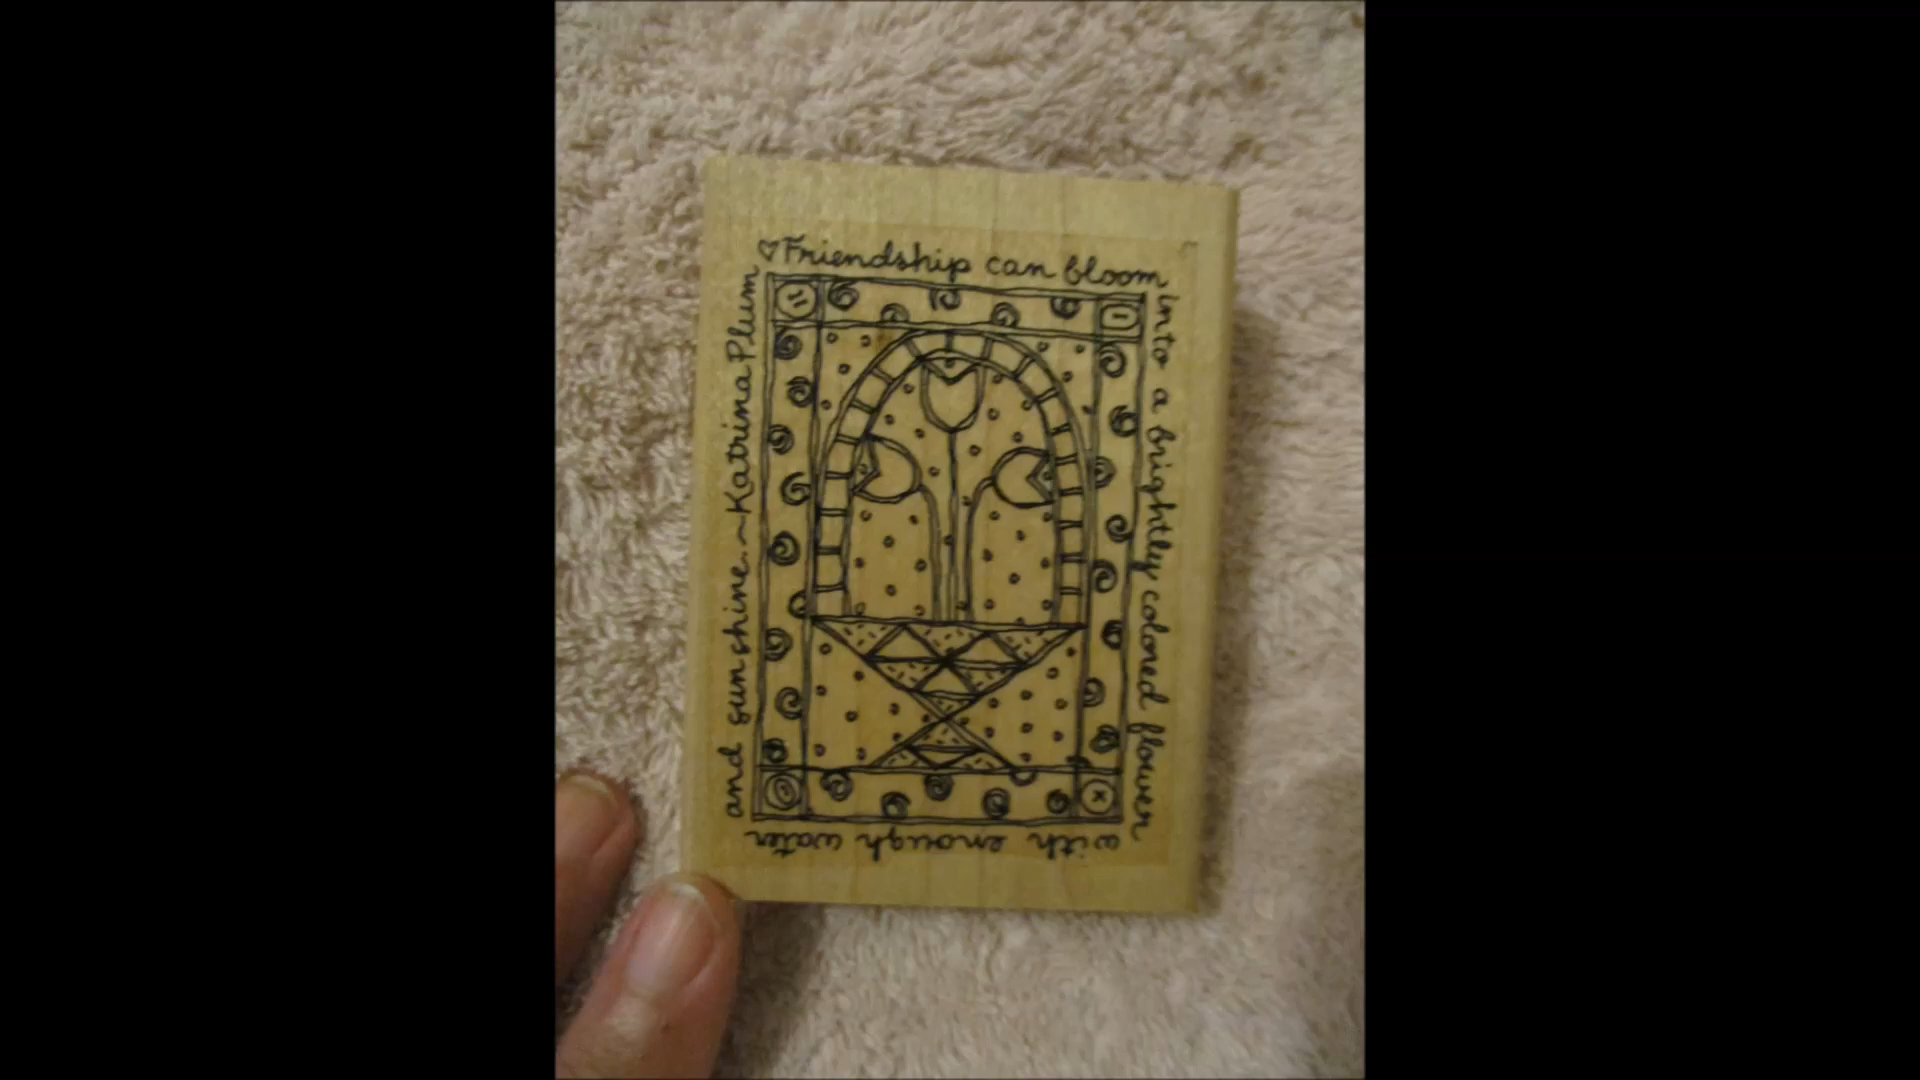 Friendship can bloom
into a brightly colored flower
with enough water
and sunshine.~Katrina Plum